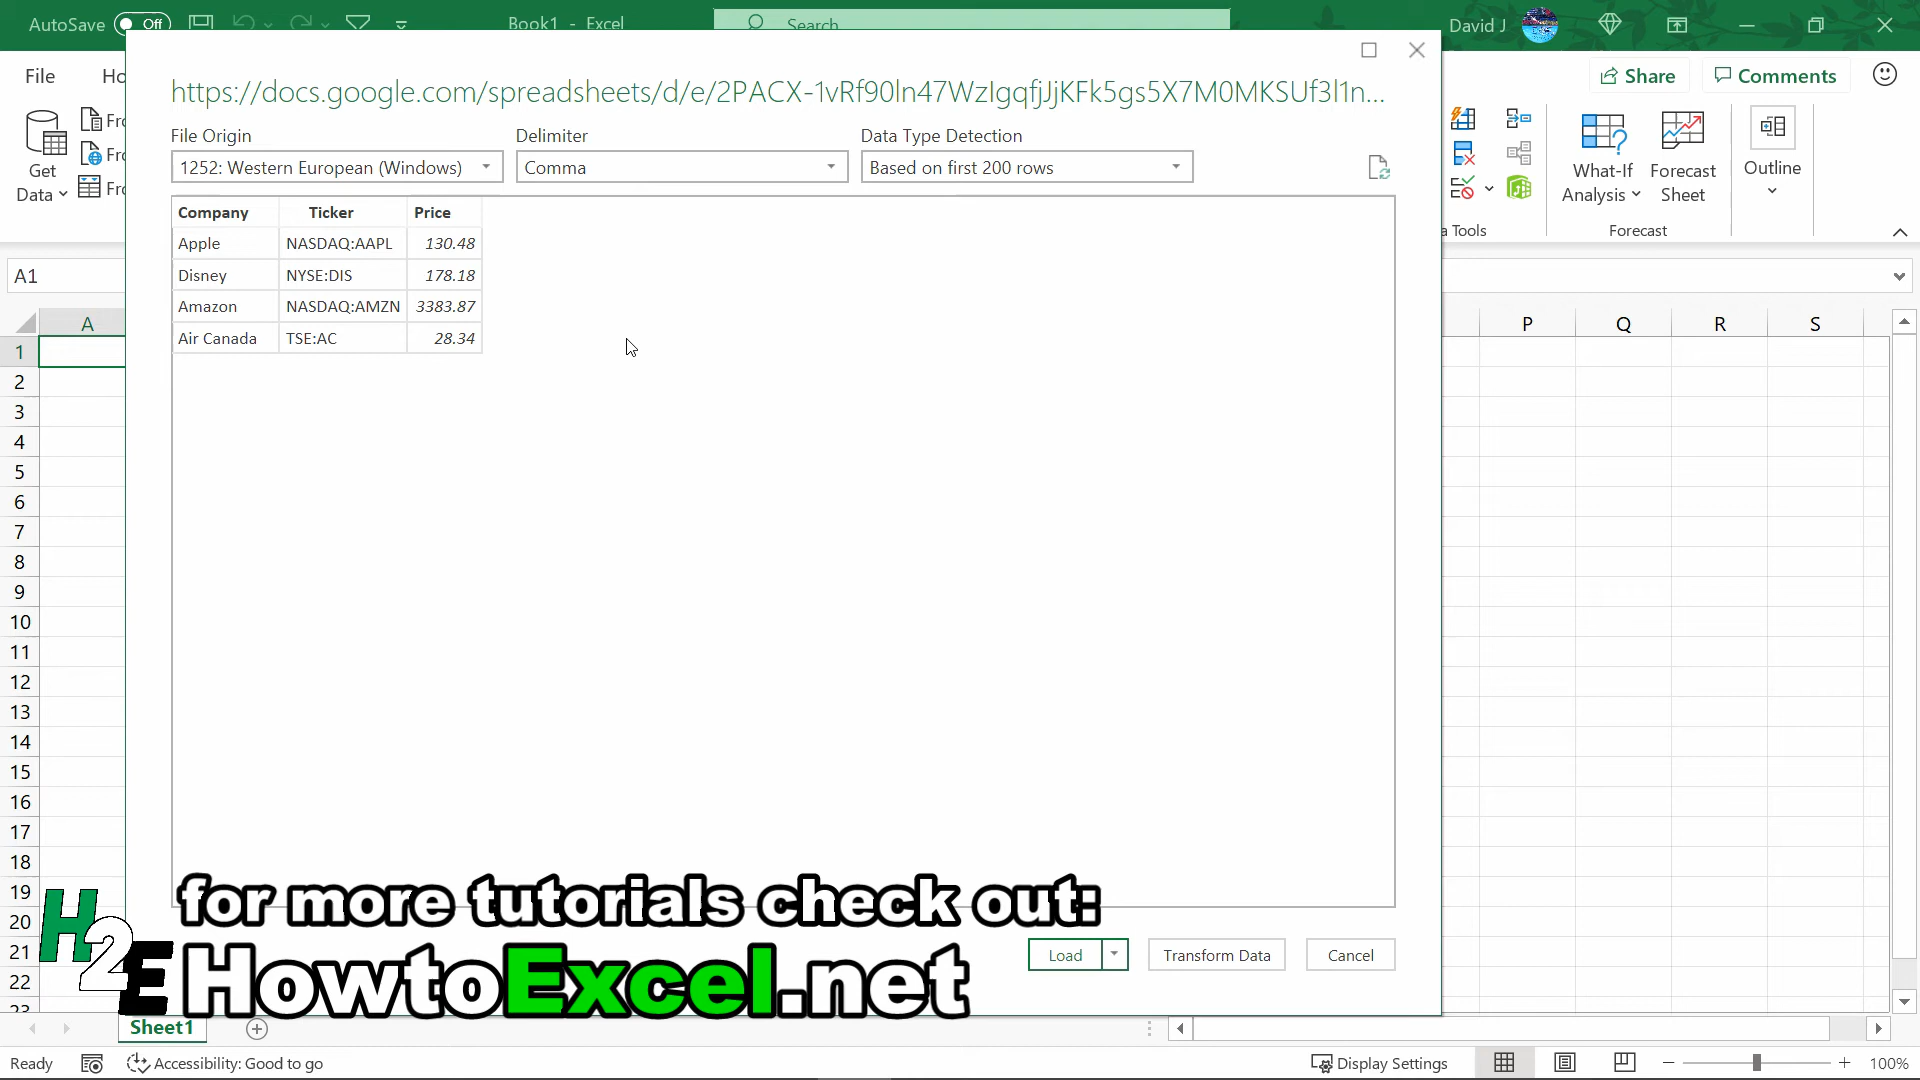 AutoSave Off Book1 - Excel Search David J
File Ho Share Comments
Get Data
Fro
Fro
Fro
What-If Analysis
Forecast Sheet
Outline
a Tools Forecast
A1
https://docs.google.com/spreadsheets/d/e/2PACX-1vRf90ln47WzIgqfjJjKFk5gs5X7M0MKSUf3l1n...
File Origin Delimiter Data Type Detection
1252: Western European (Windows) Comma Based on first 200 rows
Company Ticker Price
Apple NASDAQ:AAPL 130.48
Disney NYSE:DIS 178.18
Amazon NASDAQ:AMZN 3383.87
Air Canada TSE:AC 28.34
A P Q R S
1
2
3
4
5
6
7
8
9
10
11
12
13
14
15
16
17
18
19
20
21
22
23
Load Transform Data Cancel
for more tutorials check out:
H2E HowtoExcel.net
Sheet1
Ready Accessibility: Good to go Display Settings 100%